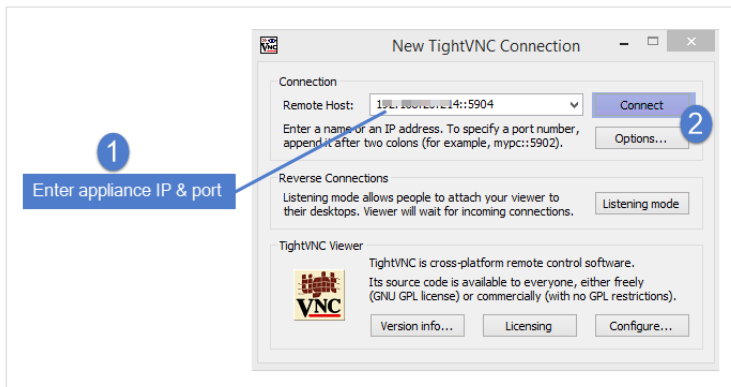 New TightVNC Connection
Connection
Remote Host:
Connect
Enter a name or an IP address. To specify a port number,
append it after two colons (for example, mypc::5902).
Options...
2
1
Enter appliance IP & port
Reverse Connections
Listening mode allows people to attach your viewer to
their desktops. Viewer will wait for incoming connections.
Listening mode
TightVNC Viewer
TightVNC is cross-platform remote control software.
Its source code is available to everyone, either freely
(GNU GPL license) or commercially (with no GPL restrictions).
tight
VNC
Version info...
Licensing
Configure...